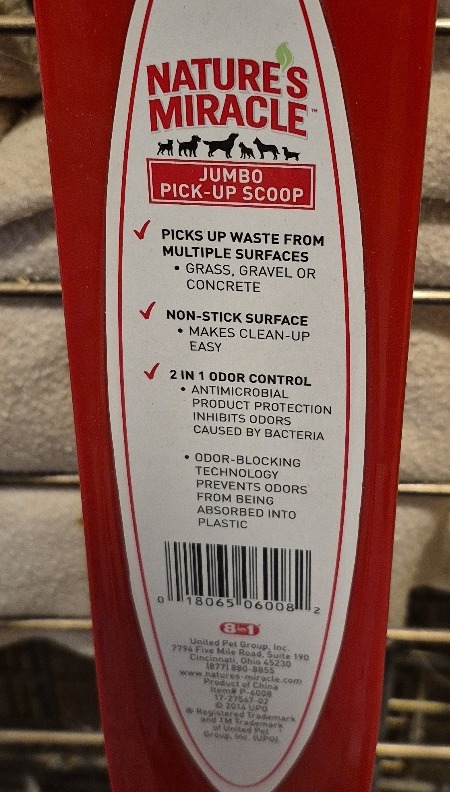 NATURE'S
MIRACLE™
JUMBO
PICK-UP SCOOP
PICKS UP WASTE FROM
MULTIPLE SURFACES
• GRASS, GRAVEL OR
CONCRETE
NON-STICK SURFACE
• MAKES CLEAN-UP
EASY
2 IN 1 ODOR CONTROL
• ANTIMICROBIAL
PRODUCT PROTECTION
INHIBITS ODORS
CAUSED BY BACTERIA
• ODOR-BLOCKING
TECHNOLOGY
PREVENTS ODORS
FROM BEING
ABSORBED INTO
PLASTIC
0 18065 06008 2
8in1
United Pet Group, Inc.
7794 Five Mile Road, Suite 190
Cincinnati, Ohio 45230
(877) 880-8855
www.natures-miracle.com
Product of China
Item# P-6008
17-27567-02
© 2014 UPG
® Registered Trademark
and TM Trademark
of United Pet
Group, Inc. (UPG)